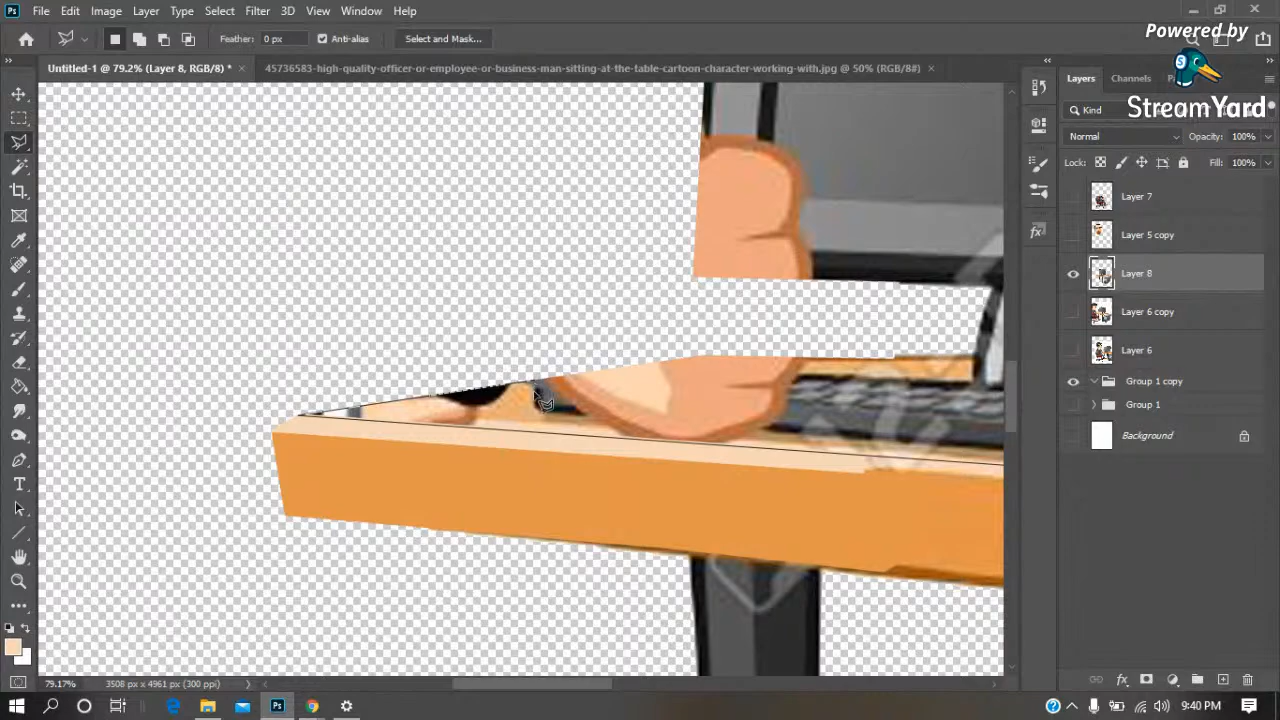 File Edit Image Layer Type Select Filter 3D View Window Help
Powered by
StreamYard
Feather: 0 px Anti-alias Select and Mask...
Untitled-1 @ 79.2% (Layer 8, RGB/8) * × 45736583-high-quality-officer-or-employee-or-business-man-sitting-at-the-table-cartoon-character-working-with.jpg @ 50% (RGB/8#) ×
Layers Channels
Kind
Normal Opacity: 100%
Lock: Fill: 100%
Layer 7
Layer 5 copy
Layer 8
Layer 6 copy
Layer 6
Group 1 copy
Group 1
Background
79.17% 3508 px x 4961 px (300 ppi)
9:40 PM